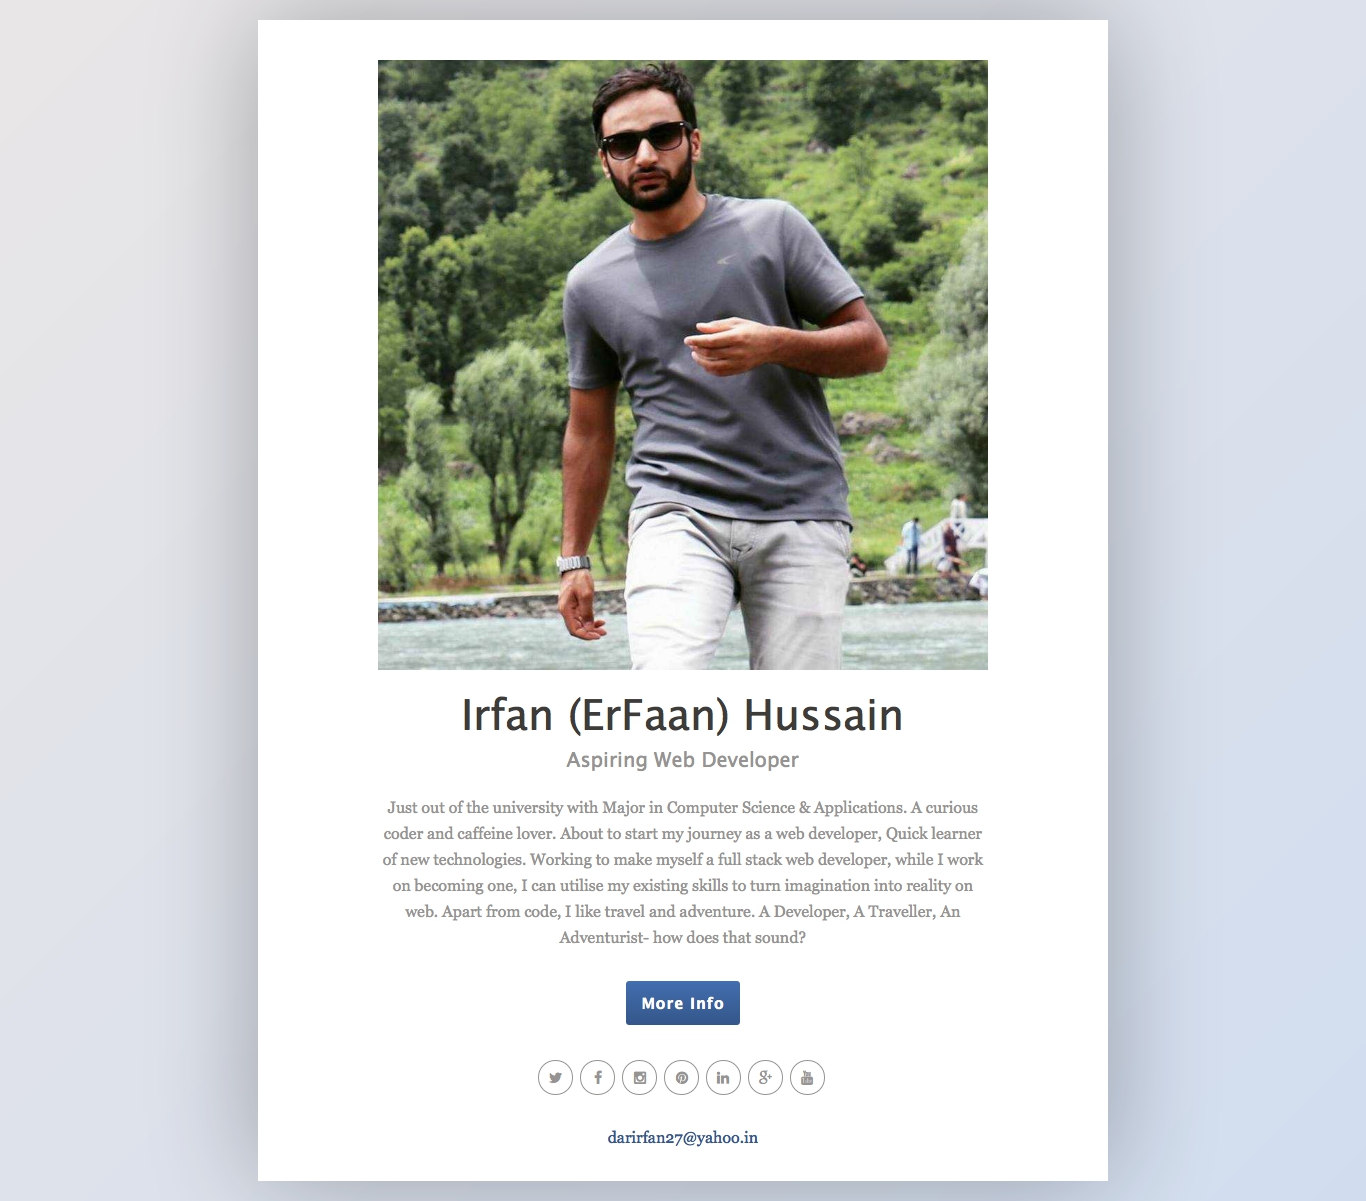 Irfan (ErFaan) Hussain
Aspiring Web Developer
Just out of the university with Major in Computer Science & Applications. A curious
coder and caffeine lover. About to start my journey as a web developer, Quick learner
of new technologies. Working to make myself a full stack web developer, while I work
on becoming one, I can utilise my existing skills to turn imagination into reality on
web. Apart from code, I like travel and adventure. A Developer, A Traveller, An
Adventurist- how does that sound?
More Info
darirfan27@yahoo.in